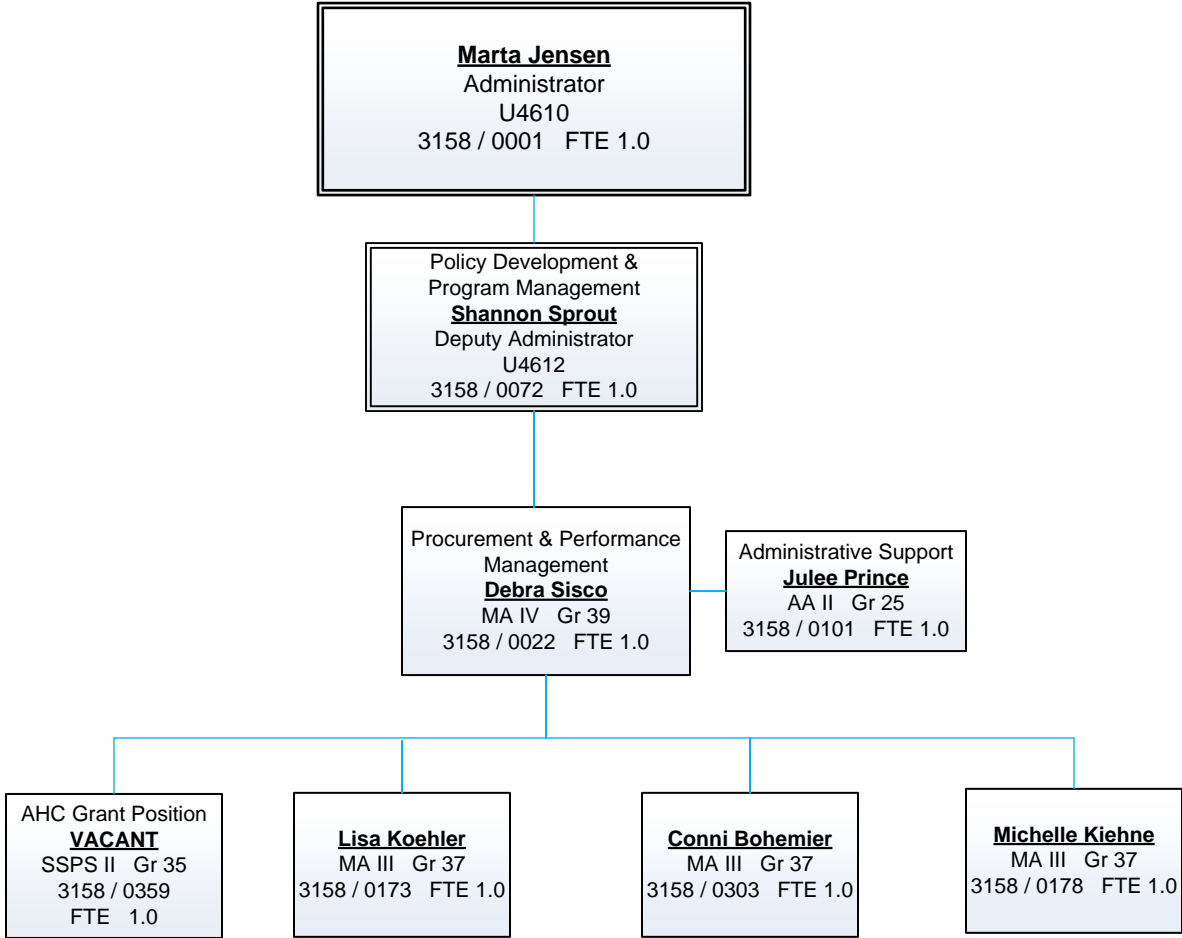 Marta Jensen
Administrator
U4610
3158 / 0001 FTE 1.0
Policy Development &
Program Management
Shannon Sprout
Deputy Administrator
U4612
3158 / 0072 FTE 1.0
Procurement & Performance
Management
Debra Sisco
MA IV Gr 39
3158 / 0022 FTE 1.0
Administrative Support
Julee Prince
AA II Gr 25
3158 / 0101 FTE 1.0
AHC Grant Position
VACANT
SSPS II Gr 35
3158 / 0359
FTE 1.0
Lisa Koehler
MA III Gr 37
3158 / 0173 FTE 1.0
Conni Bohemier
MA III Gr 37
3158 / 0303 FTE 1.0
Michelle Kiehne
MA III Gr 37
3158 / 0178 FTE 1.0